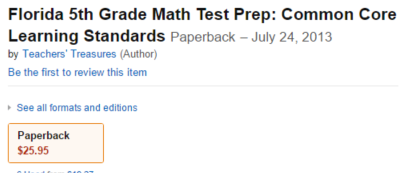 Florida 5th Grade Math Test Prep: Common Core
Learning Standards Paperback – July 24, 2013
by Teachers' Treasures (Author)
Be the first to review this item
See all formats and editions
Paperback
$25.95